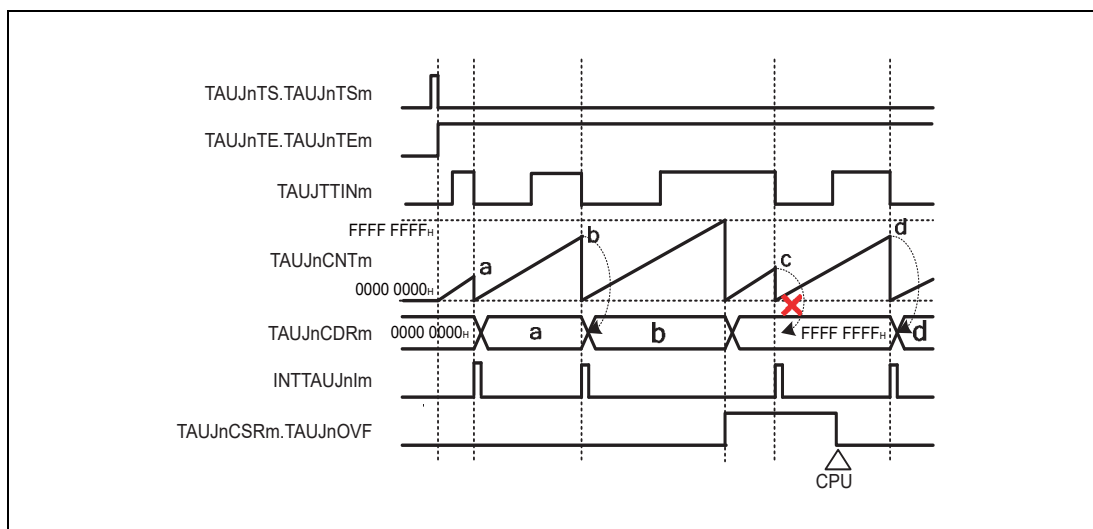 TAUJnTS.TAUJnTSm
TAUJnTE.TAUJnTEm
TAUJTTINm
FFFF FFFFH
b
d
TAUJnCNTm
a
c
0000 0000H
TAUJnCDRm
0000 0000H
a
b
FFFF FFFFH
d
INTTAUJnIm
TAUJnCSRm.TAUJnOVF
CPU